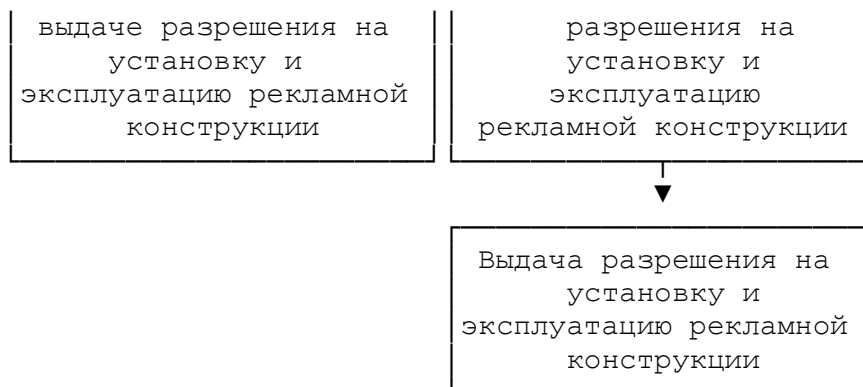 выдаче разрешения на
установку и
эксплуатацию рекламной
конструкции
разрешения на
установку и
эксплуатацию
рекламной конструкции
Выдача разрешения на
установку и
эксплуатацию рекламной
конструкции